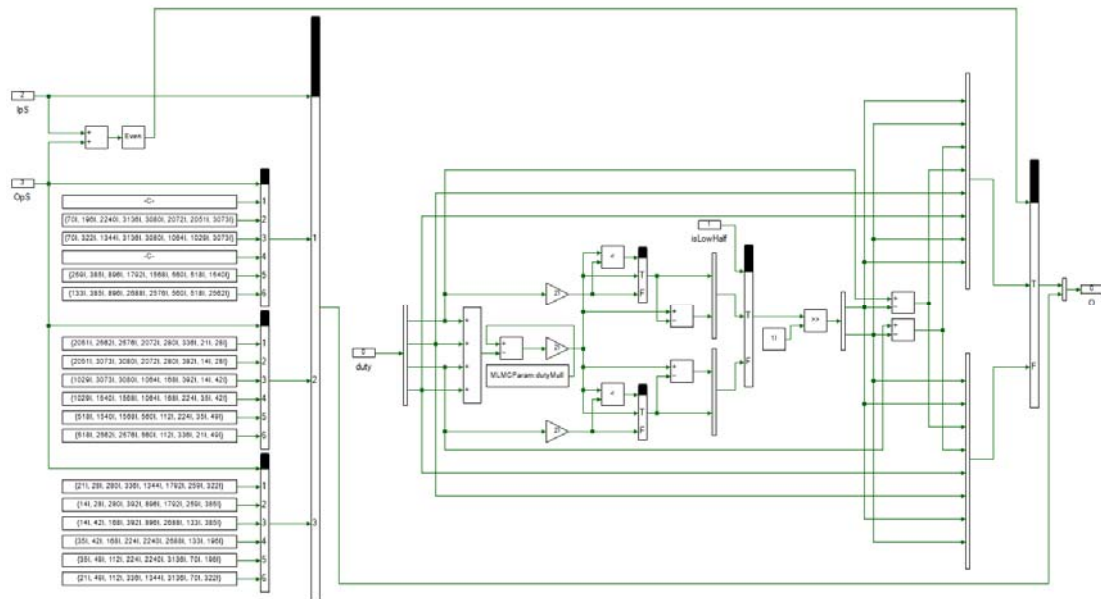 2
IpS
+
+
Even
3
OpS
-C-
{70I, 196I, 2240I, 3136I, 3080I, 2072I, 2051I, 3073I}
{70I, 322I, 1344I, 3136I, 3080I, 1064I, 1029I, 3073I}
-C-
{259I, 385I, 896I, 1792I, 1568I, 560I, 518I, 1540I}
{133I, 385I, 896I, 2688I, 2576I, 560I, 518I, 2562I}
1
2
3
4
5
6
1
{2051I, 2562I, 2576I, 2072I, 280I, 336I, 21I, 28I}
{2051I, 3073I, 3080I, 2072I, 280I, 392I, 14I, 28I}
{1029I, 3073I, 3080I, 1064I, 168I, 392I, 14I, 42I}
{1029I, 1540I, 1568I, 1064I, 168I, 224I, 35I, 42I}
{518I, 1540I, 1568I, 560I, 112I, 224I, 35I, 49I}
{518I, 2562I, 2576I, 560I, 112I, 336I, 21I, 49I}
1
2
3
4
5
6
2
{21I, 28I, 280I, 336I, 1344I, 1792I, 259I, 322I}
{14I, 28I, 280I, 392I, 896I, 1792I, 259I, 385I}
{14I, 42I, 168I, 392I, 896I, 2688I, 133I, 385I}
{35I, 42I, 168I, 224I, 2240I, 2688I, 133I, 196I}
{35I, 49I, 112I, 224I, 2240I, 3136I, 70I, 196I}
{21I, 49I, 112I, 336I, 1344I, 3136I, 70I, 322I}
1
2
3
4
5
6
3
duty
MLMCParam:dutyMall
1
isLowHalf
<
T
F
<
T
F
T
F
1I
>>
T
F